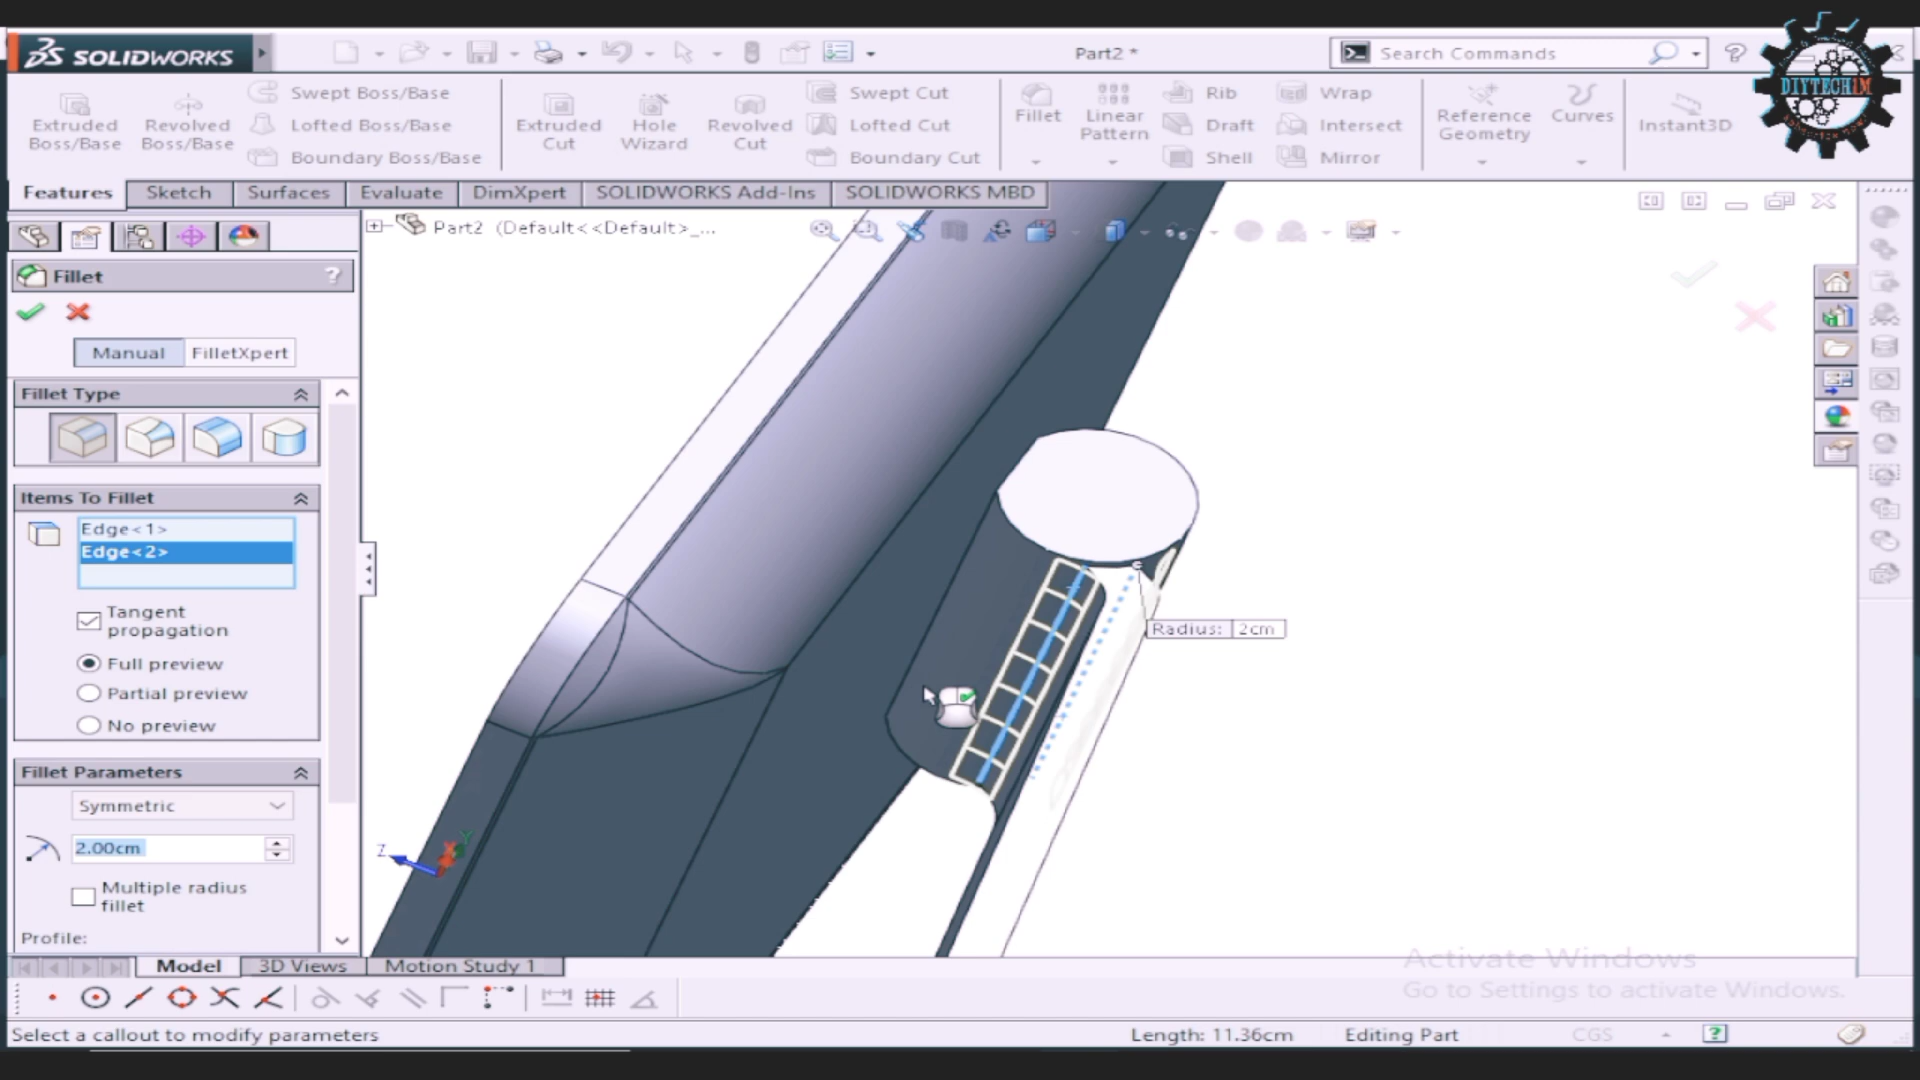 SOLIDWORKS
Part2 *
Search Commands
DIYTECH1M
Extruded Boss/Base
Revolved Boss/Base
Swept Boss/Base
Lofted Boss/Base
Boundary Boss/Base
Extruded Cut
Hole Wizard
Revolved Cut
Swept Cut
Lofted Cut
Boundary Cut
Fillet
Linear Pattern
Rib
Draft
Shell
Wrap
Intersect
Mirror
Reference Geometry
Curves
Instant3D
Features
Sketch
Surfaces
Evaluate
DimXpert
SOLIDWORKS Add-Ins
SOLIDWORKS MBD
Part2 (Default<<Default>_...
Fillet
?
Manual
FilletXpert
Fillet Type
Items To Fillet
Edge<1>
Edge<2>
Tangent propagation
Full preview
Partial preview
No preview
Radius: 2cm
Fillet Parameters
Symmetric
2.00cm
Multiple radius fillet
Profile:
Z
Y
X
Activate Windows
Go to Settings to activate Windows.
Model
3D Views
Motion Study 1
Select a callout to modify parameters
Length: 11.36cm
Editing Part
CGS
?